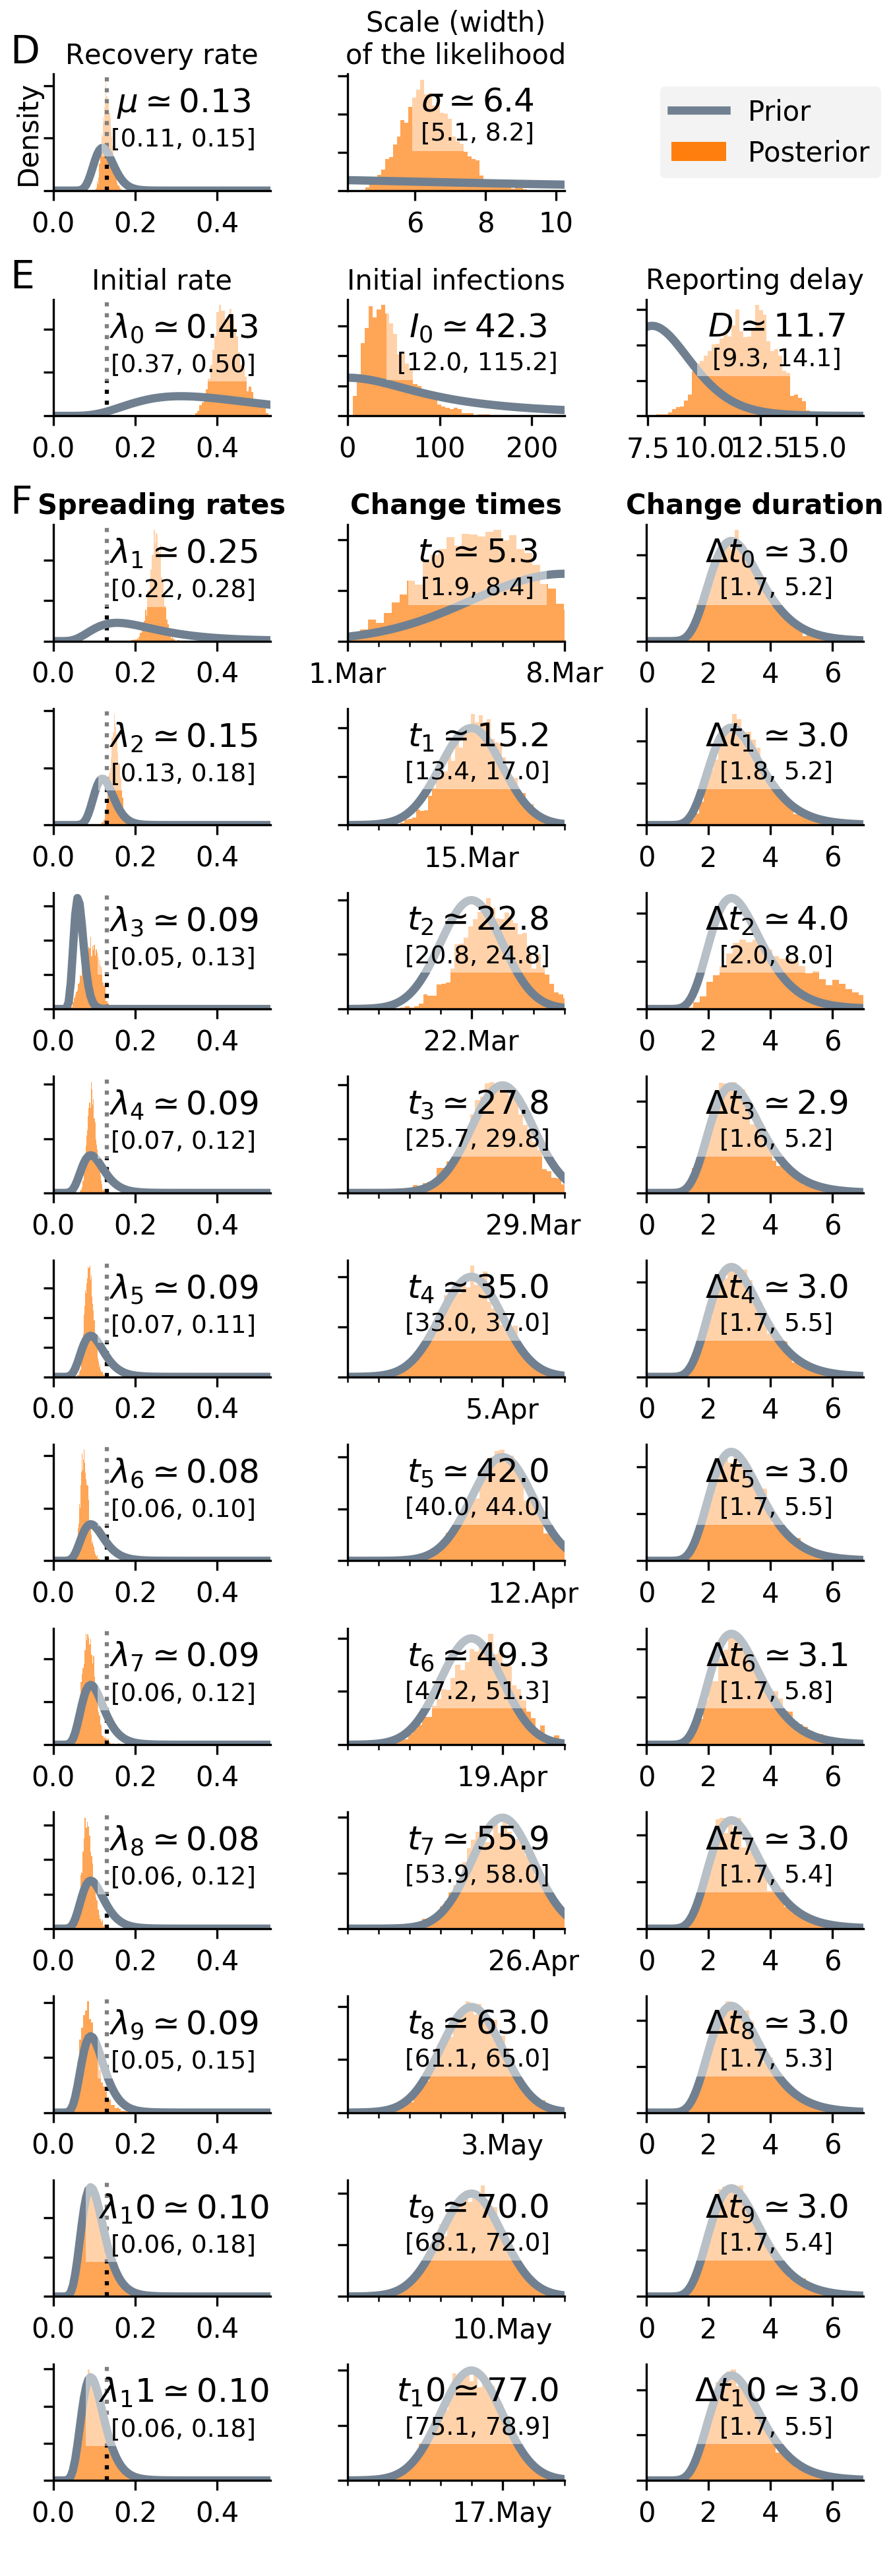 D
Recovery rate
Scale (width)
of the likelihood
Density
μ ≃ 0.13
[0.11, 0.15]
0.0 0.2 0.4
σ ≃ 6.4
[5.1, 8.2]
6 8 10
Prior
Posterior
E
Initial rate
Initial infections
Reporting delay
λ₀ ≃ 0.43
[0.37, 0.50]
0.0 0.2 0.4
I₀ ≃ 42.3
[12.0, 115.2]
0 100 200
D ≃ 11.7
[9.3, 14.1]
7.5 10.0 12.5 15.0
F
Spreading rates
Change times
Change duration
λ₁ ≃ 0.25
[0.22, 0.28]
0.0 0.2 0.4
t₀ ≃ 5.3
[1.9, 8.4]
1.Mar 8.Mar
Δt₀ ≃ 3.0
[1.7, 5.2]
0 2 4 6
λ₂ ≃ 0.15
[0.13, 0.18]
0.0 0.2 0.4
t₁ ≃ 15.2
[13.4, 17.0]
15.Mar
Δt₁ ≃ 3.0
[1.8, 5.2]
0 2 4 6
λ₃ ≃ 0.09
[0.05, 0.13]
0.0 0.2 0.4
t₂ ≃ 22.8
[20.8, 24.8]
22.Mar
Δt₂ ≃ 4.0
[2.0, 8.0]
0 2 4 6
λ₄ ≃ 0.09
[0.07, 0.12]
0.0 0.2 0.4
t₃ ≃ 27.8
[25.7, 29.8]
29.Mar
Δt₃ ≃ 2.9
[1.6, 5.2]
0 2 4 6
λ₅ ≃ 0.09
[0.07, 0.11]
0.0 0.2 0.4
t₄ ≃ 35.0
[33.0, 37.0]
5.Apr
Δt₄ ≃ 3.0
[1.7, 5.5]
0 2 4 6
λ₆ ≃ 0.08
[0.06, 0.10]
0.0 0.2 0.4
t₅ ≃ 42.0
[40.0, 44.0]
12.Apr
Δt₅ ≃ 3.0
[1.7, 5.5]
0 2 4 6
λ₇ ≃ 0.09
[0.06, 0.12]
0.0 0.2 0.4
t₆ ≃ 49.3
[47.2, 51.3]
19.Apr
Δt₆ ≃ 3.1
[1.7, 5.8]
0 2 4 6
λ₈ ≃ 0.08
[0.06, 0.12]
0.0 0.2 0.4
t₇ ≃ 55.9
[53.9, 58.0]
26.Apr
Δt₇ ≃ 3.0
[1.7, 5.4]
0 2 4 6
λ₉ ≃ 0.09
[0.05, 0.15]
0.0 0.2 0.4
t₈ ≃ 63.0
[61.1, 65.0]
3.May
Δt₈ ≃ 3.0
[1.7, 5.3]
0 2 4 6
λ₁0 ≃ 0.10
[0.06, 0.18]
0.0 0.2 0.4
t₉ ≃ 70.0
[68.1, 72.0]
10.May
Δt₉ ≃ 3.0
[1.7, 5.4]
0 2 4 6
λ₁1 ≃ 0.10
[0.06, 0.18]
0.0 0.2 0.4
t₁0 ≃ 77.0
[75.1, 78.9]
17.May
Δt₁0 ≃ 3.0
[1.7, 5.5]
0 2 4 6